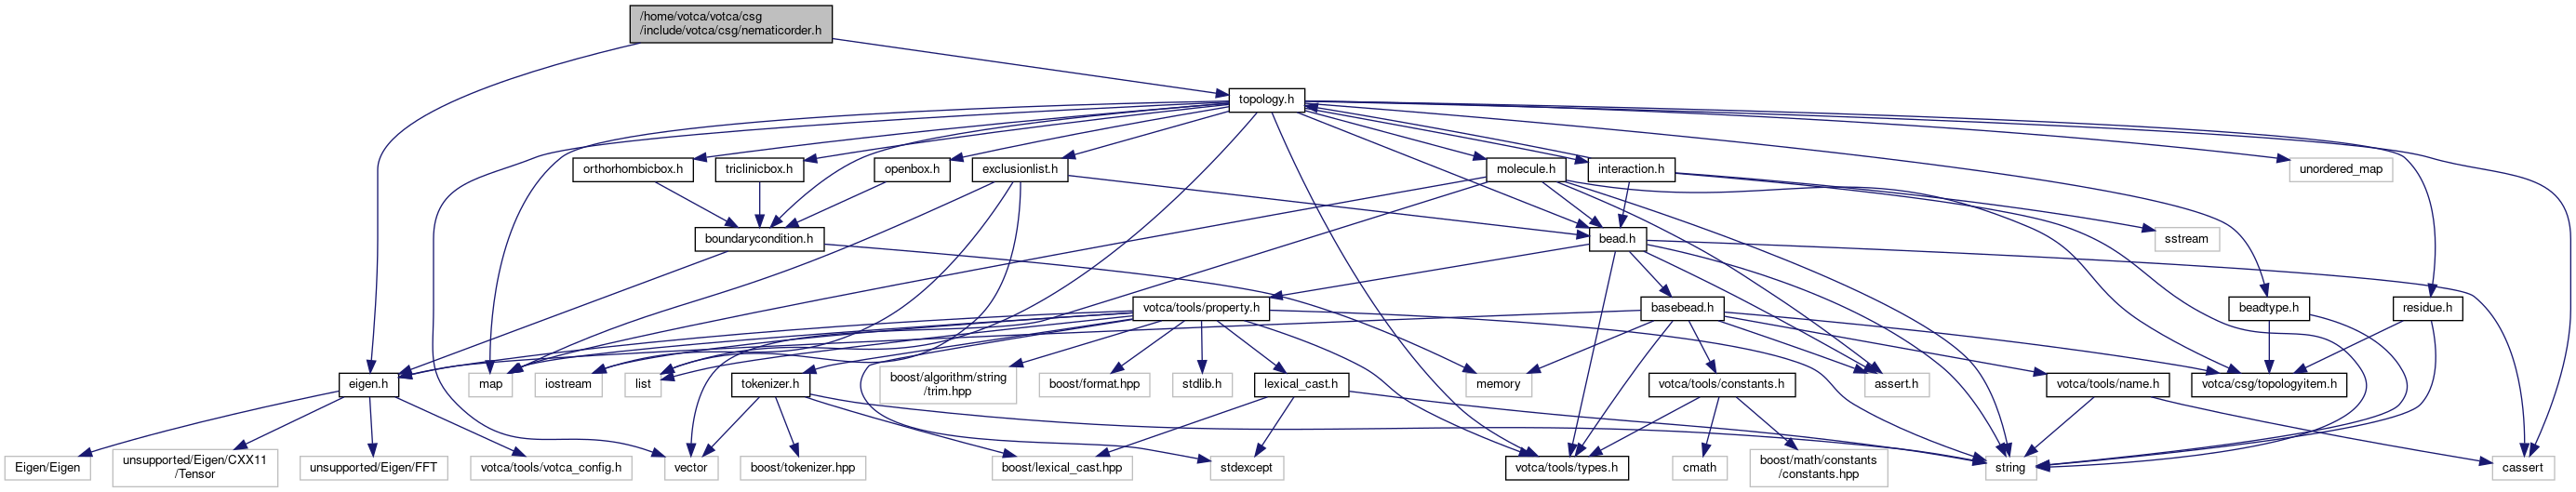 /home/votca/votca/csg
/include/votca/csg/nematicorder.h
topology.h
orthorhombicbox.h
triclinicbox.h
openbox.h
exclusionlist.h
molecule.h
interaction.h
unordered_map
boundarycondition.h
bead.h
sstream
votca/tools/property.h
basebead.h
beadtype.h
residue.h
eigen.h
map
iostream
list
tokenizer.h
boost/algorithm/string
/trim.hpp
boost/format.hpp
stdlib.h
lexical_cast.h
memory
votca/tools/constants.h
assert.h
votca/tools/name.h
votca/csg/topologyitem.h
Eigen/Eigen
unsupported/Eigen/CXX11
/Tensor
unsupported/Eigen/FFT
votca/tools/votca_config.h
vector
boost/tokenizer.hpp
boost/lexical_cast.hpp
stdexcept
votca/tools/types.h
cmath
boost/math/constants
/constants.hpp
string
cassert